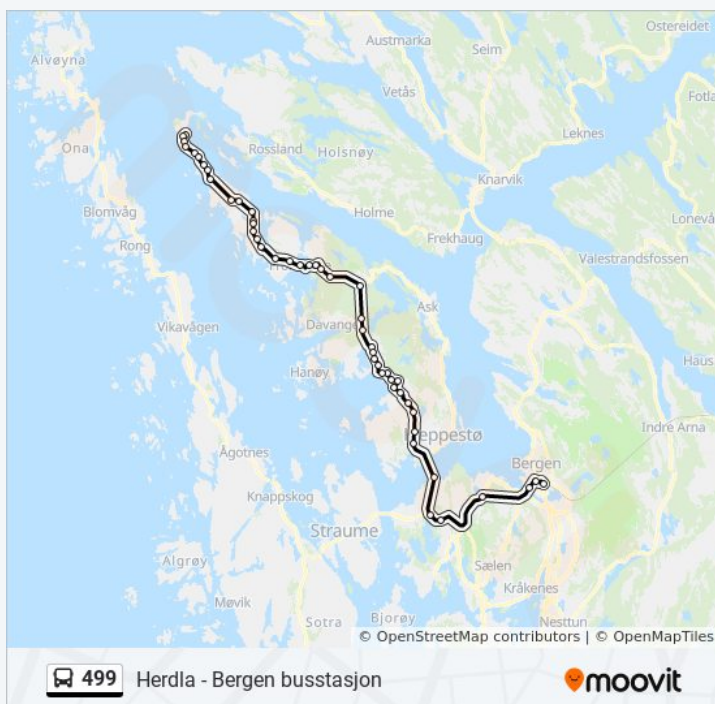 Austmarka
Seim
Ostereidet
Alvøyna
Vetås
Fotla
Leknes
Ona
Rossland
Holsnøy
Knarvik
Blomvåg
Holme
Lonevå
Rong
Frekhaug
Valestrandsfossen
Ask
Davanger
Haus
Vikavågen
Hanøy
Indre Arna
Ågotnes
Bergen
Knappskog
Straume
Sælen
Algrøy
Kråkenes
Møvik
Bjorøy
Sotra
Nesttun
© OpenStreetMap contributors | © OpenMapTiles
499 Herdla - Bergen busstasjon
moovit